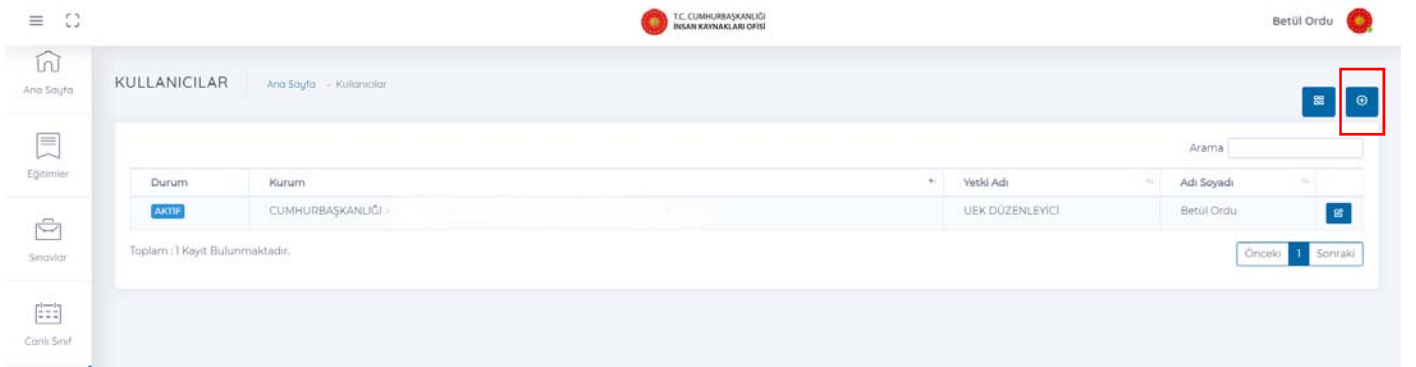 T.C. CUMHURBAŞKANLIĞI
İNSAN KAYNAKLARI OFİSİ
Betül Ordu
Ana Sayfa
KULLANICILAR
Ana Sayfa - Kullanıcılar
Eğitimler
Arama
Durum Kurum Yetki Adı Adı Soyadı
AKTİF CUMHURBAŞKANLIĞI > UEK DÜZENLEYİCİ Betül Ordu
Sınavlar
Toplam : 1 Kayıt Bulunmaktadır.
Önceki 1 Sonraki
Canlı Sınıf